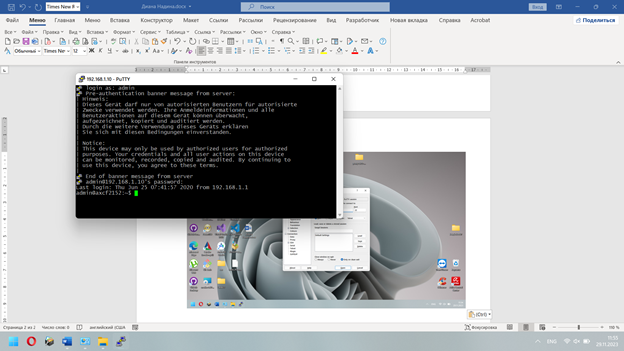 Диано Надежа.docx
Поиск
Вход
Times New R
Файл Меню Главная Меню Вставка Конструктор Макет Ссылки Рассылки Рецензирование Вид Разработчик Новая вкладка Справка Acrobat
Поделиться
Все Файл Правка Вид Вставка Формат Сервис Таблица Ссылка Рассылки Окно Справка
Обычный Times Ne 12
Панели инструментов
192.168.1.10 - PuTTY
login as: admin
Pre-authentication banner message from server:
Hinweis:
Dieses Gerät darf nur von autorisierten Benutzern für autorisierte
Zwecke verwendet werden. Ihre Anmeldeinformationen und alle
Benutzeraktionen auf diesem Gerät können überwacht,
aufgezeichnet, kopiert und auditiert werden.
Durch die weitere Verwendung dieses Geräts erklären
Sie sich mit diesen Bedingungen einverstanden.
Notice:
This device may only be used by authorized users for authorized
purposes. Your credentials and all user actions on this device
can be monitored, recorded, copied and audited. By continuing to
use this device, you agree to these terms.
End of banner message from server
admin@192.168.1.10's password:
Last login: Thu Jun 25 07:41:57 2020 from 192.168.1.1
admin@axcf2152:~$
(Ctrl)
Страница 2 из 2 Число слов: 0 английский (США)
Фокусировка
110 %
ENG
11:55
29.11.2023